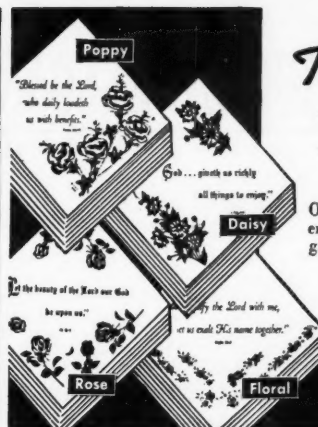 Poppy
"Blessed be the Lord,
who daily loadeth
us with benefits."
God . . . giveth us richly
all things to enjoy."
Daisy
Let the beauty of the Lord our God
be upon us."
Rose
fy the Lord with me,
et us exalt His name together."
Floral
T
O
en
g